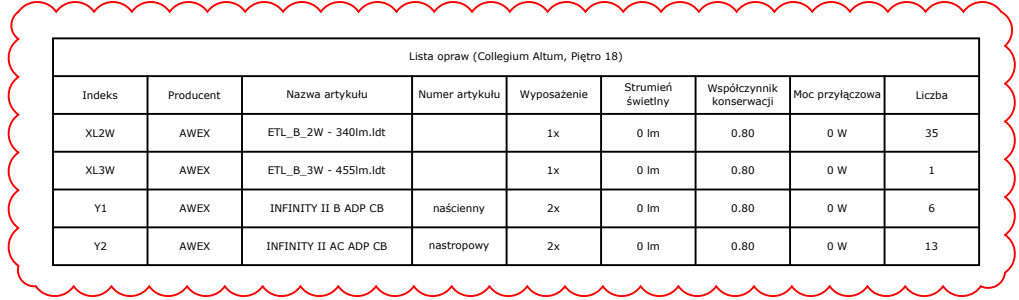 Lista opraw (Collegium Altum, Piętro 18)
Indeks Producent Nazwa artykułu Numer artykułu Wyposażenie Strumień świetlny Współczynnik konserwacji Moc przyłączowa Liczba
XL2W AWEX ETL_B_2W - 340lm.ldt 1x 0 lm 0.80 0 W 35
XL3W AWEX ETL_B_3W - 455lm.ldt 1x 0 lm 0.80 0 W 1
Y1 AWEX INFINITY II B ADP CB naścienny 2x 0 lm 0.80 0 W 6
Y2 AWEX INFINITY II AC ADP CB nastropowy 2x 0 lm 0.80 0 W 13